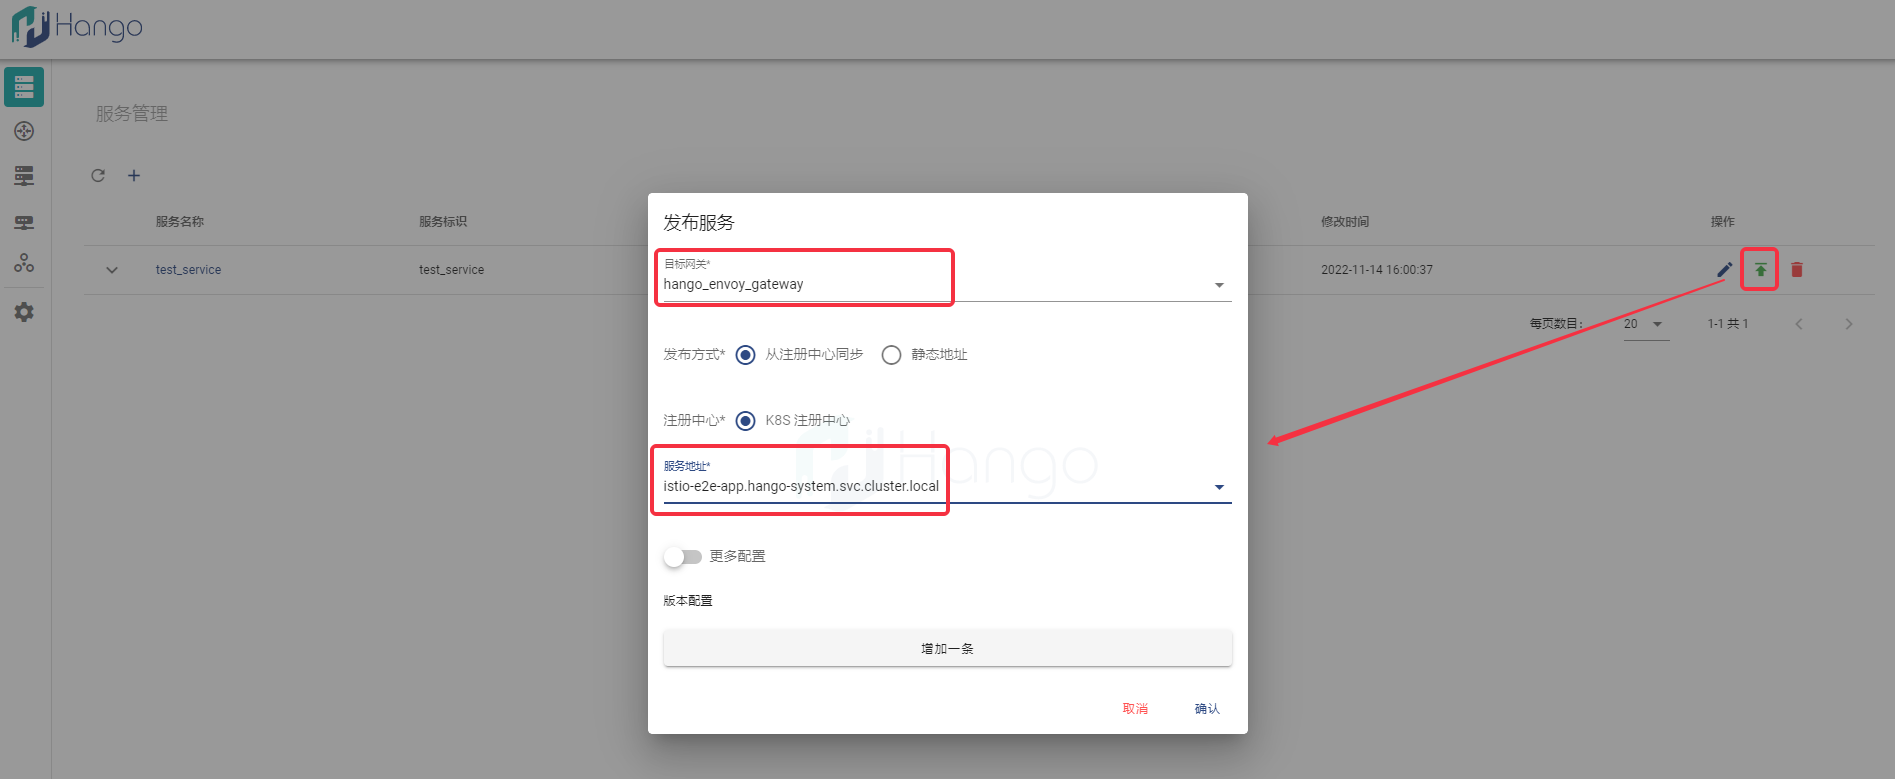 Hango
服务管理
服务名称 服务标识 修改时间 操作
test_service test_service 2022-11-14 16:00:37
每页数目: 20 1-1 共 1
发布服务
目标网关*
hango_envoy_gateway
发布方式* 从注册中心同步 静态地址
注册中心* K8S 注册中心
Hango
服务地址*
istio-e2e-app.hango-system.svc.cluster.local
更多配置
版本配置
增加一条
取消 确认